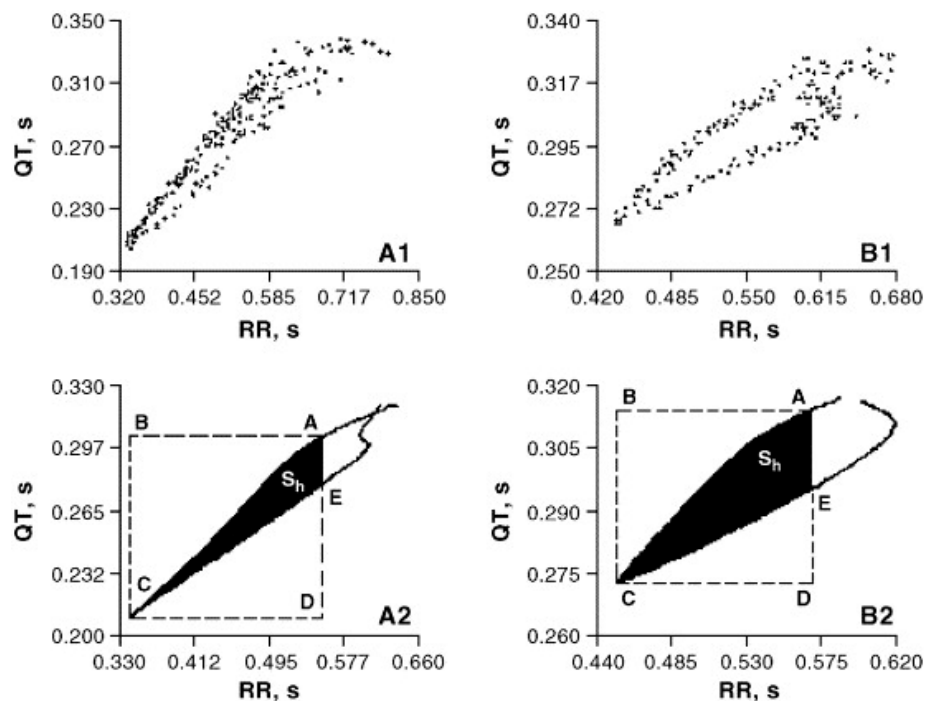 0.350
0.310
0.270
0.230
0.190
QT, s
A1
0.320 0.452 0.585 0.717 0.850
RR, s
0.340
0.317
0.295
0.272
0.250
QT, s
B1
0.420 0.485 0.550 0.615 0.680
RR, s
0.330
0.297
0.265
0.232
0.200
QT, s
B A
Sh
E
C
D
A2
0.330 0.412 0.495 0.577 0.660
RR, s
0.320
0.305
0.290
0.275
0.260
QT, s
B A
Sh
E
C D
B2
0.440 0.485 0.530 0.575 0.620
RR, s